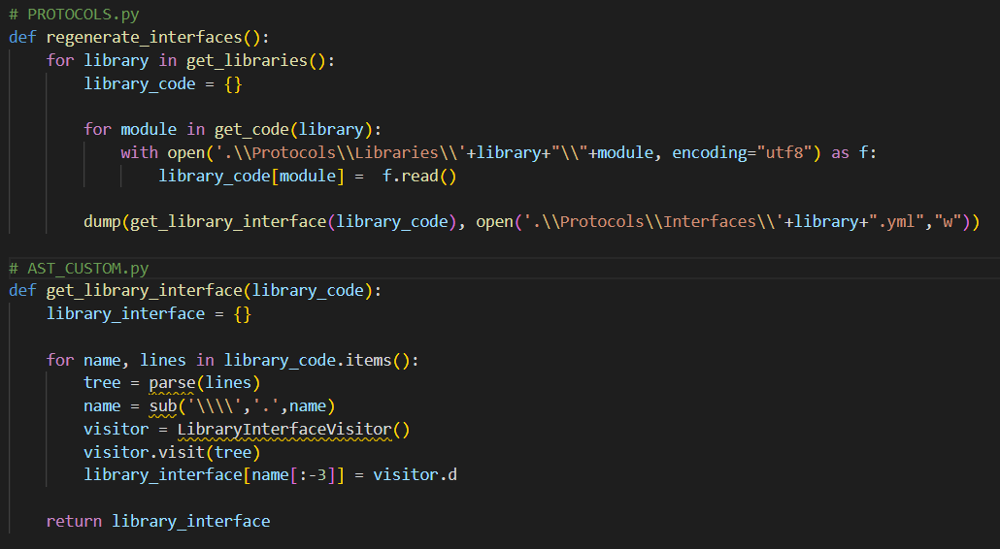 # PROTOCOLS.py
def regenerate_interfaces():
    for library in get_libraries():
        library_code = {}

        for module in get_code(library):
            with open('.\\Protocols\\Libraries\\'+library+"\\"+module, encoding="utf8") as f:
                library_code[module] =  f.read()

        dump(get_library_interface(library_code), open('.\\Protocols\\Interfaces\\'+library+".yml","w"))

# AST_CUSTOM.py
def get_library_interface(library_code):
    library_interface = {}

    for name, lines in library_code.items():
        tree = parse(lines)
        name = sub('\\\\','.',name)
        visitor = LibraryInterfaceVisitor()
        visitor.visit(tree)
        library_interface[name[:-3]] = visitor.d

    return library_interface